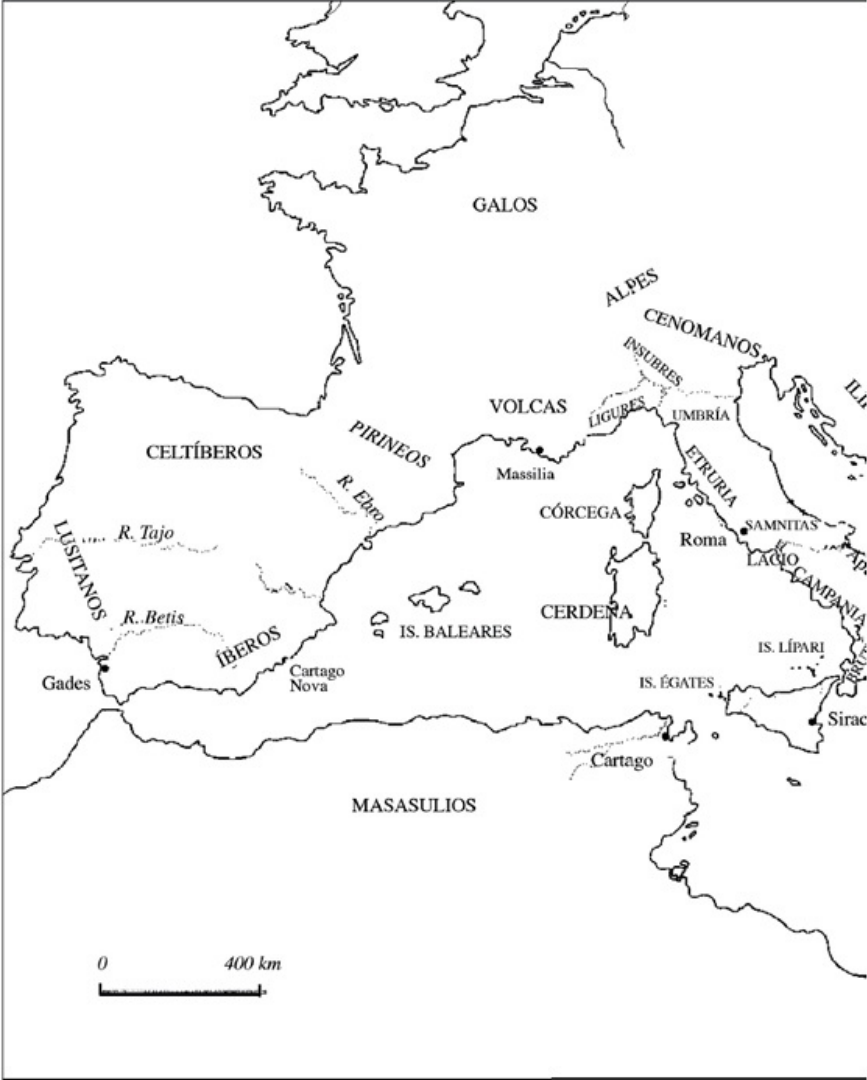 GALOS
ALPES
CENOMANOS
INSUBRES
LIGURES
UMBRÍA
VOLCAS
PIRINEOS
CELTÍBEROS
Massilia
ETRURIA
R. Ebro
CÓRCEGA
SAMNITAS
Roma
LACIO
R. Tajo
LUSITANOS
CAMPANIA
CERDEÑA
R. Betis
IS. BALEARES
ÍBEROS
IS. LÍPARI
Cartago
Nova
Gades
IS. ÉGATES
Sirac
Cartago
MASASULIOS
0 400 km